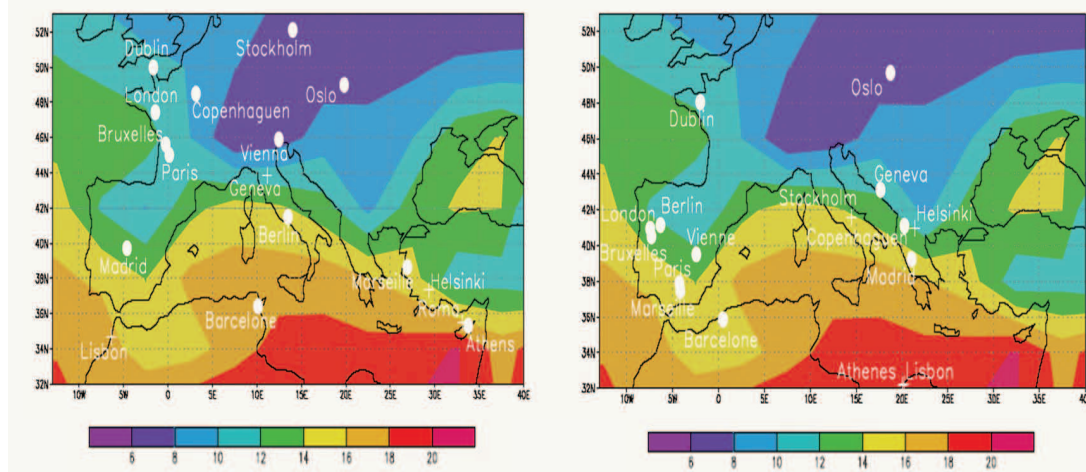 52N
50N
48N
46N
44N
42N
40N
38N
36N
34N
32N
Dublin
Stockholm
London
Copenhaguen
Oslo
Bruxelles
Vienna
Paris
Geneva
Berlin
Madrid
Marseille
Helsinki
Barcelone
Roma
Lisbon
Athens
10W
5W
0
5E
10E
15E
20E
25E
30E
35E
40E
6
8
10
12
14
16
18
20
52N
50N
48N
46N
44N
42N
40N
38N
36N
34N
32N
Oslo
Dublin
Geneva
Stockholm
London
Berlin
Helsinki
Copenhaguen
Vienne
Bruxelles
Paris
Madrid
Marseille
Barcelone
Athenes
Lisbon
10W
5W
0
5E
10E
15E
20E
25E
30E
35E
6
8
10
12
14
16
18
20